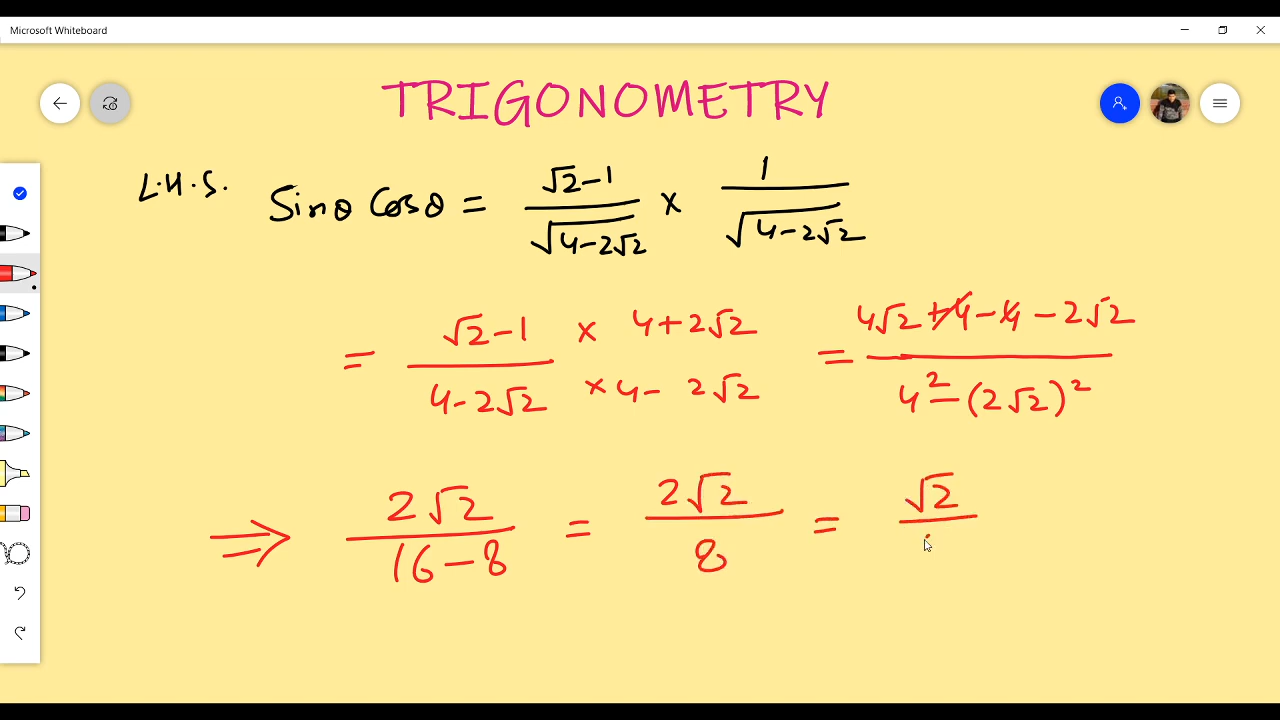 Microsoft Whiteboard
TRIGONOMETRY
L.H.S. Sinθ Cosθ = (√2-1)/√(4-2√2) × 1/√(4-2√2)
= (√2-1)/(4-2√2) × 4+2√2 / ×4-2√2 = (4√2+4-4-2√2)/(4²-(2√2)²)
⇒ 2√2/(16-8) = 2√2/8 = √2/